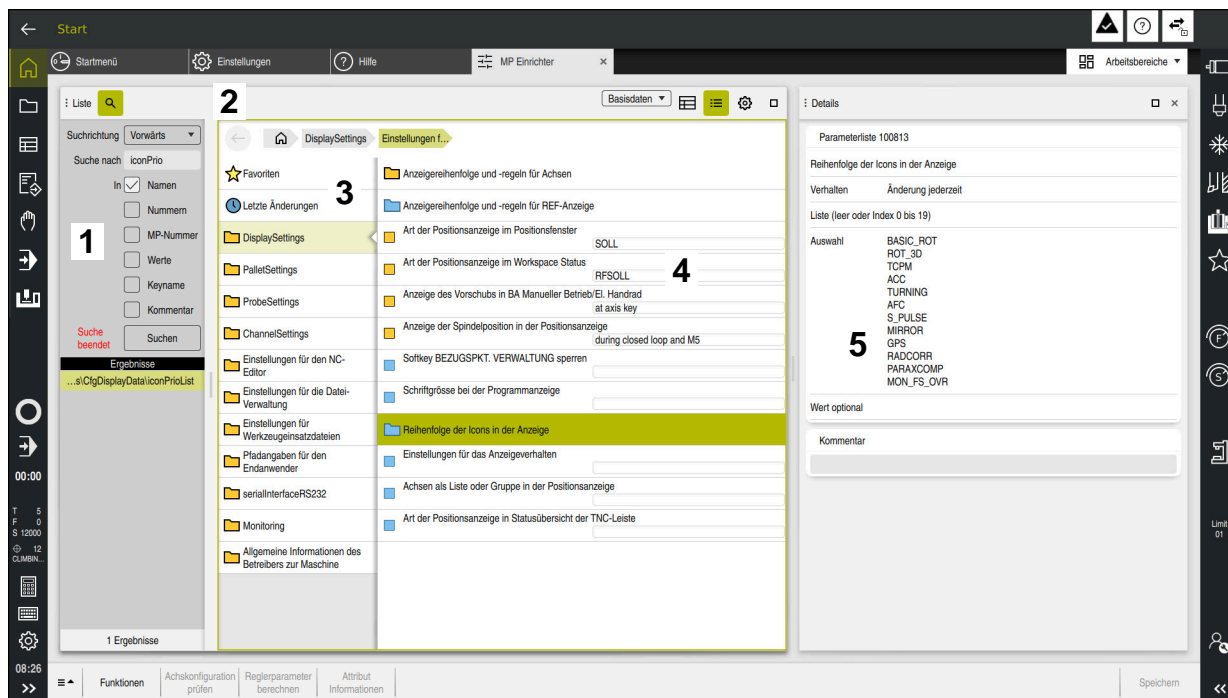 Start
Startmenü
Einstellungen
Hilfe
MP Einrichter
×
Arbeitsbereiche
Liste
2
Basisdaten
Details
Suchrichtung
Vorwärts
Suche nach
iconPrio
In
Namen
Nummern
MP-Nummer
Werte
Keyname
Kommentar
1
Suche
beendet
Suchen
Ergebnisse
...s\CfgDisplayData\iconPrioList
1 Ergebnisse
DisplaySettings
Einstellungen f...
Favoriten
Letzte Änderungen
3
DisplaySettings
PalletSettings
ProbeSettings
ChannelSettings
Einstellungen für den NC-
Editor
Einstellungen für die Datei-
Verwaltung
Einstellungen für
Werkzeugeinsatzdateien
Pfadangaben für den
Endanwender
serialInterfaceRS232
Monitoring
Allgemeine Informationen des
Betreibers zur Maschine
Anzeigereihenfolge und -regeln für Achsen
Anzeigereihenfolge und -regeln für REF-Anzeige
Art der Positionsanzeige im Positionsfenster
SOLL
Art der Positionsanzeige im Workspace Status
RFSOLL
4
Anzeige des Vorschubs in BA Manueller Betrieb/El. Handrad
at axis key
Anzeige der Spindelposition in der Positionsanzeige
during closed loop and M5
Softkey BEZUGSPKT. VERWALTUNG sperren
Schriftgrösse bei der Programmanzeige
Reihenfolge der Icons in der Anzeige
Einstellungen für das Anzeigeverhalten
Achsen als Liste oder Gruppe in der Positionsanzeige
Art der Positionsanzeige in Statusübersicht der TNC-Leiste
Parameterliste 100813
Reihenfolge der Icons in der Anzeige
Verhalten
Änderung jederzeit
Liste (leer oder Index 0 bis 19)
Auswahl
BASIC_ROT
ROT_3D
TCPM
ACC
TURNING
AFC
S_PULSE
MIRROR
GPS
RADCORR
PARAXCOMP
MON_FS_OVR
5
Wert optional
Kommentar
00:00
T 5
F 0
S 12000
12
CLIMBIN...
08:26
F
S
Limit
01
Funktionen
Achskonfiguration
prüfen
Reglerparameter
berechnen
Attribut
Informationen
Speichern